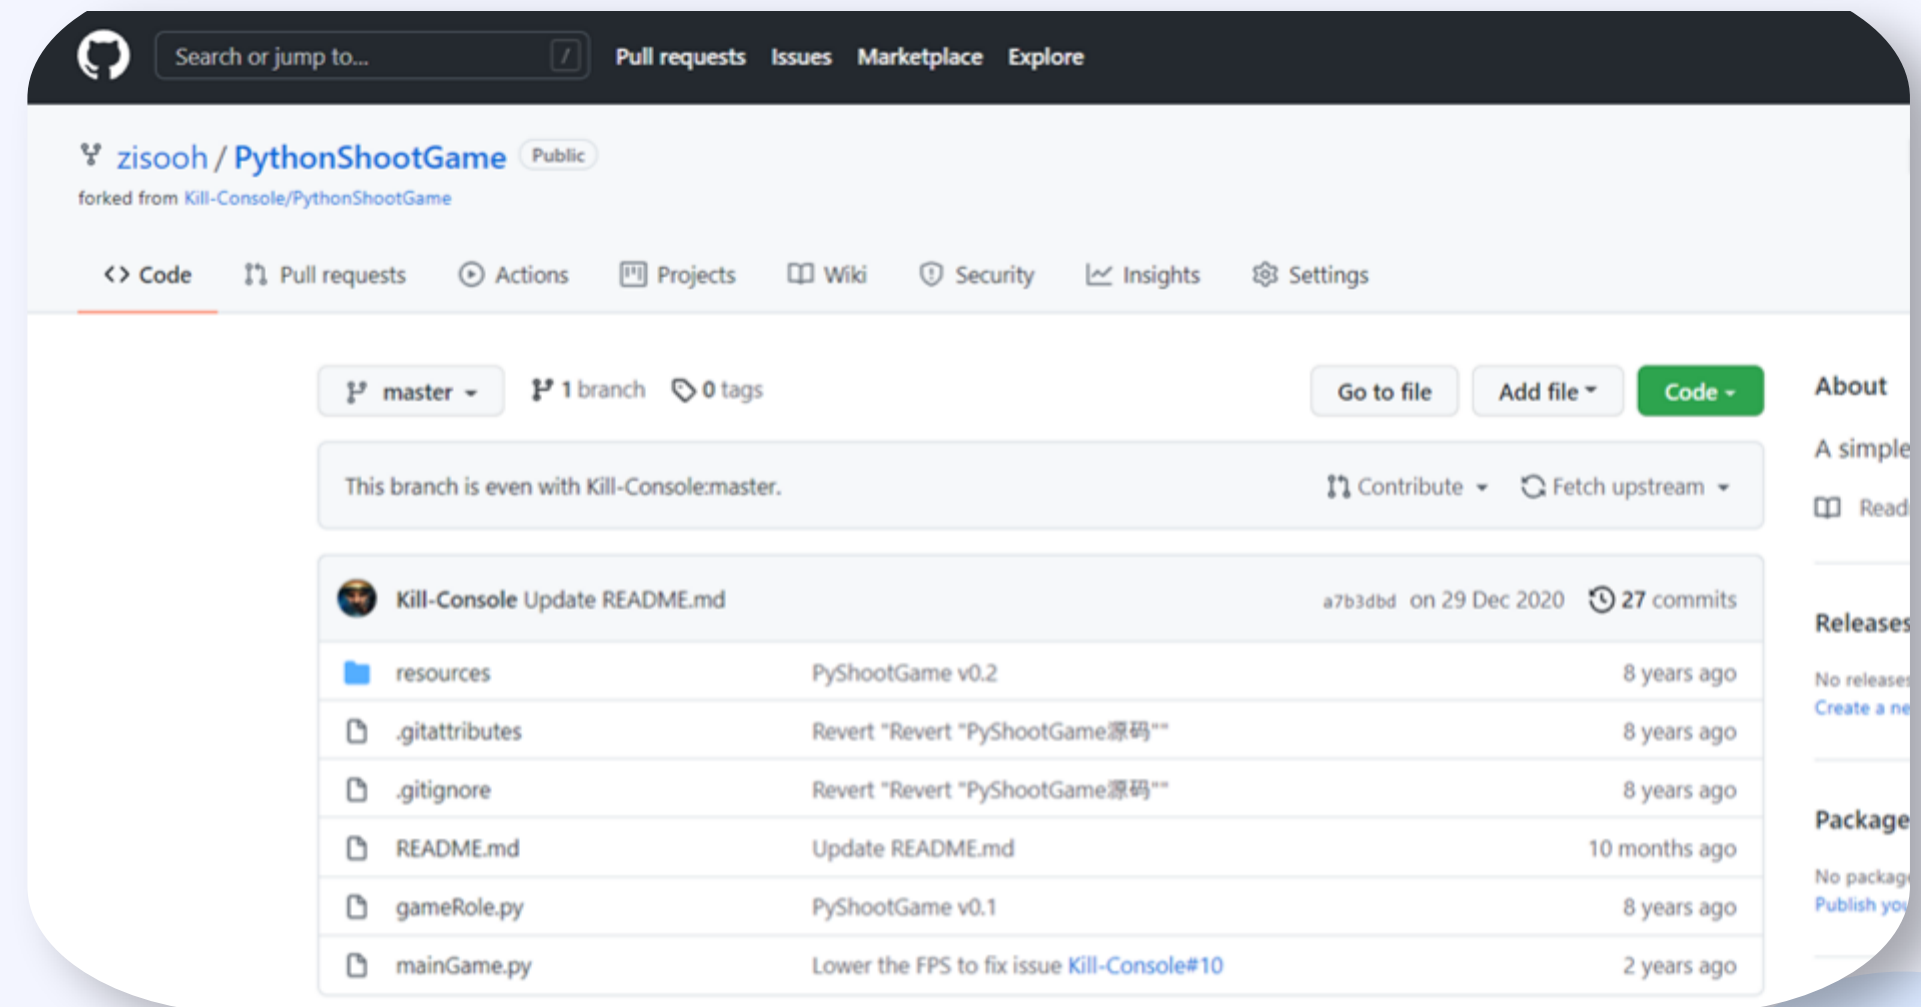 Search or jump to... / Pull requests Issues Marketplace Explore
zisooh / PythonShootGame Public
forked from Kill-Console/PythonShootGame
<> Code Pull requests Actions Projects Wiki Security Insights Settings
master 1 branch 0 tags Go to file Add file Code
This branch is even with Kill-Console:master. Contribute Fetch upstream
Kill-Console Update README.md a7b3dbd on 29 Dec 2020 27 commits
resources PyShootGame v0.2 8 years ago
.gitattributes Revert "Revert "PyShootGame源码"" 8 years ago
.gitignore Revert "Revert "PyShootGame源码"" 8 years ago
README.md Update README.md 10 months ago
gameRole.py PyShootGame v0.1 8 years ago
mainGame.py Lower the FPS to fix issue Kill-Console#10 2 years ago
About
A simple
Read
Releases
No releases
Create a ne
Package
No packag
Publish you